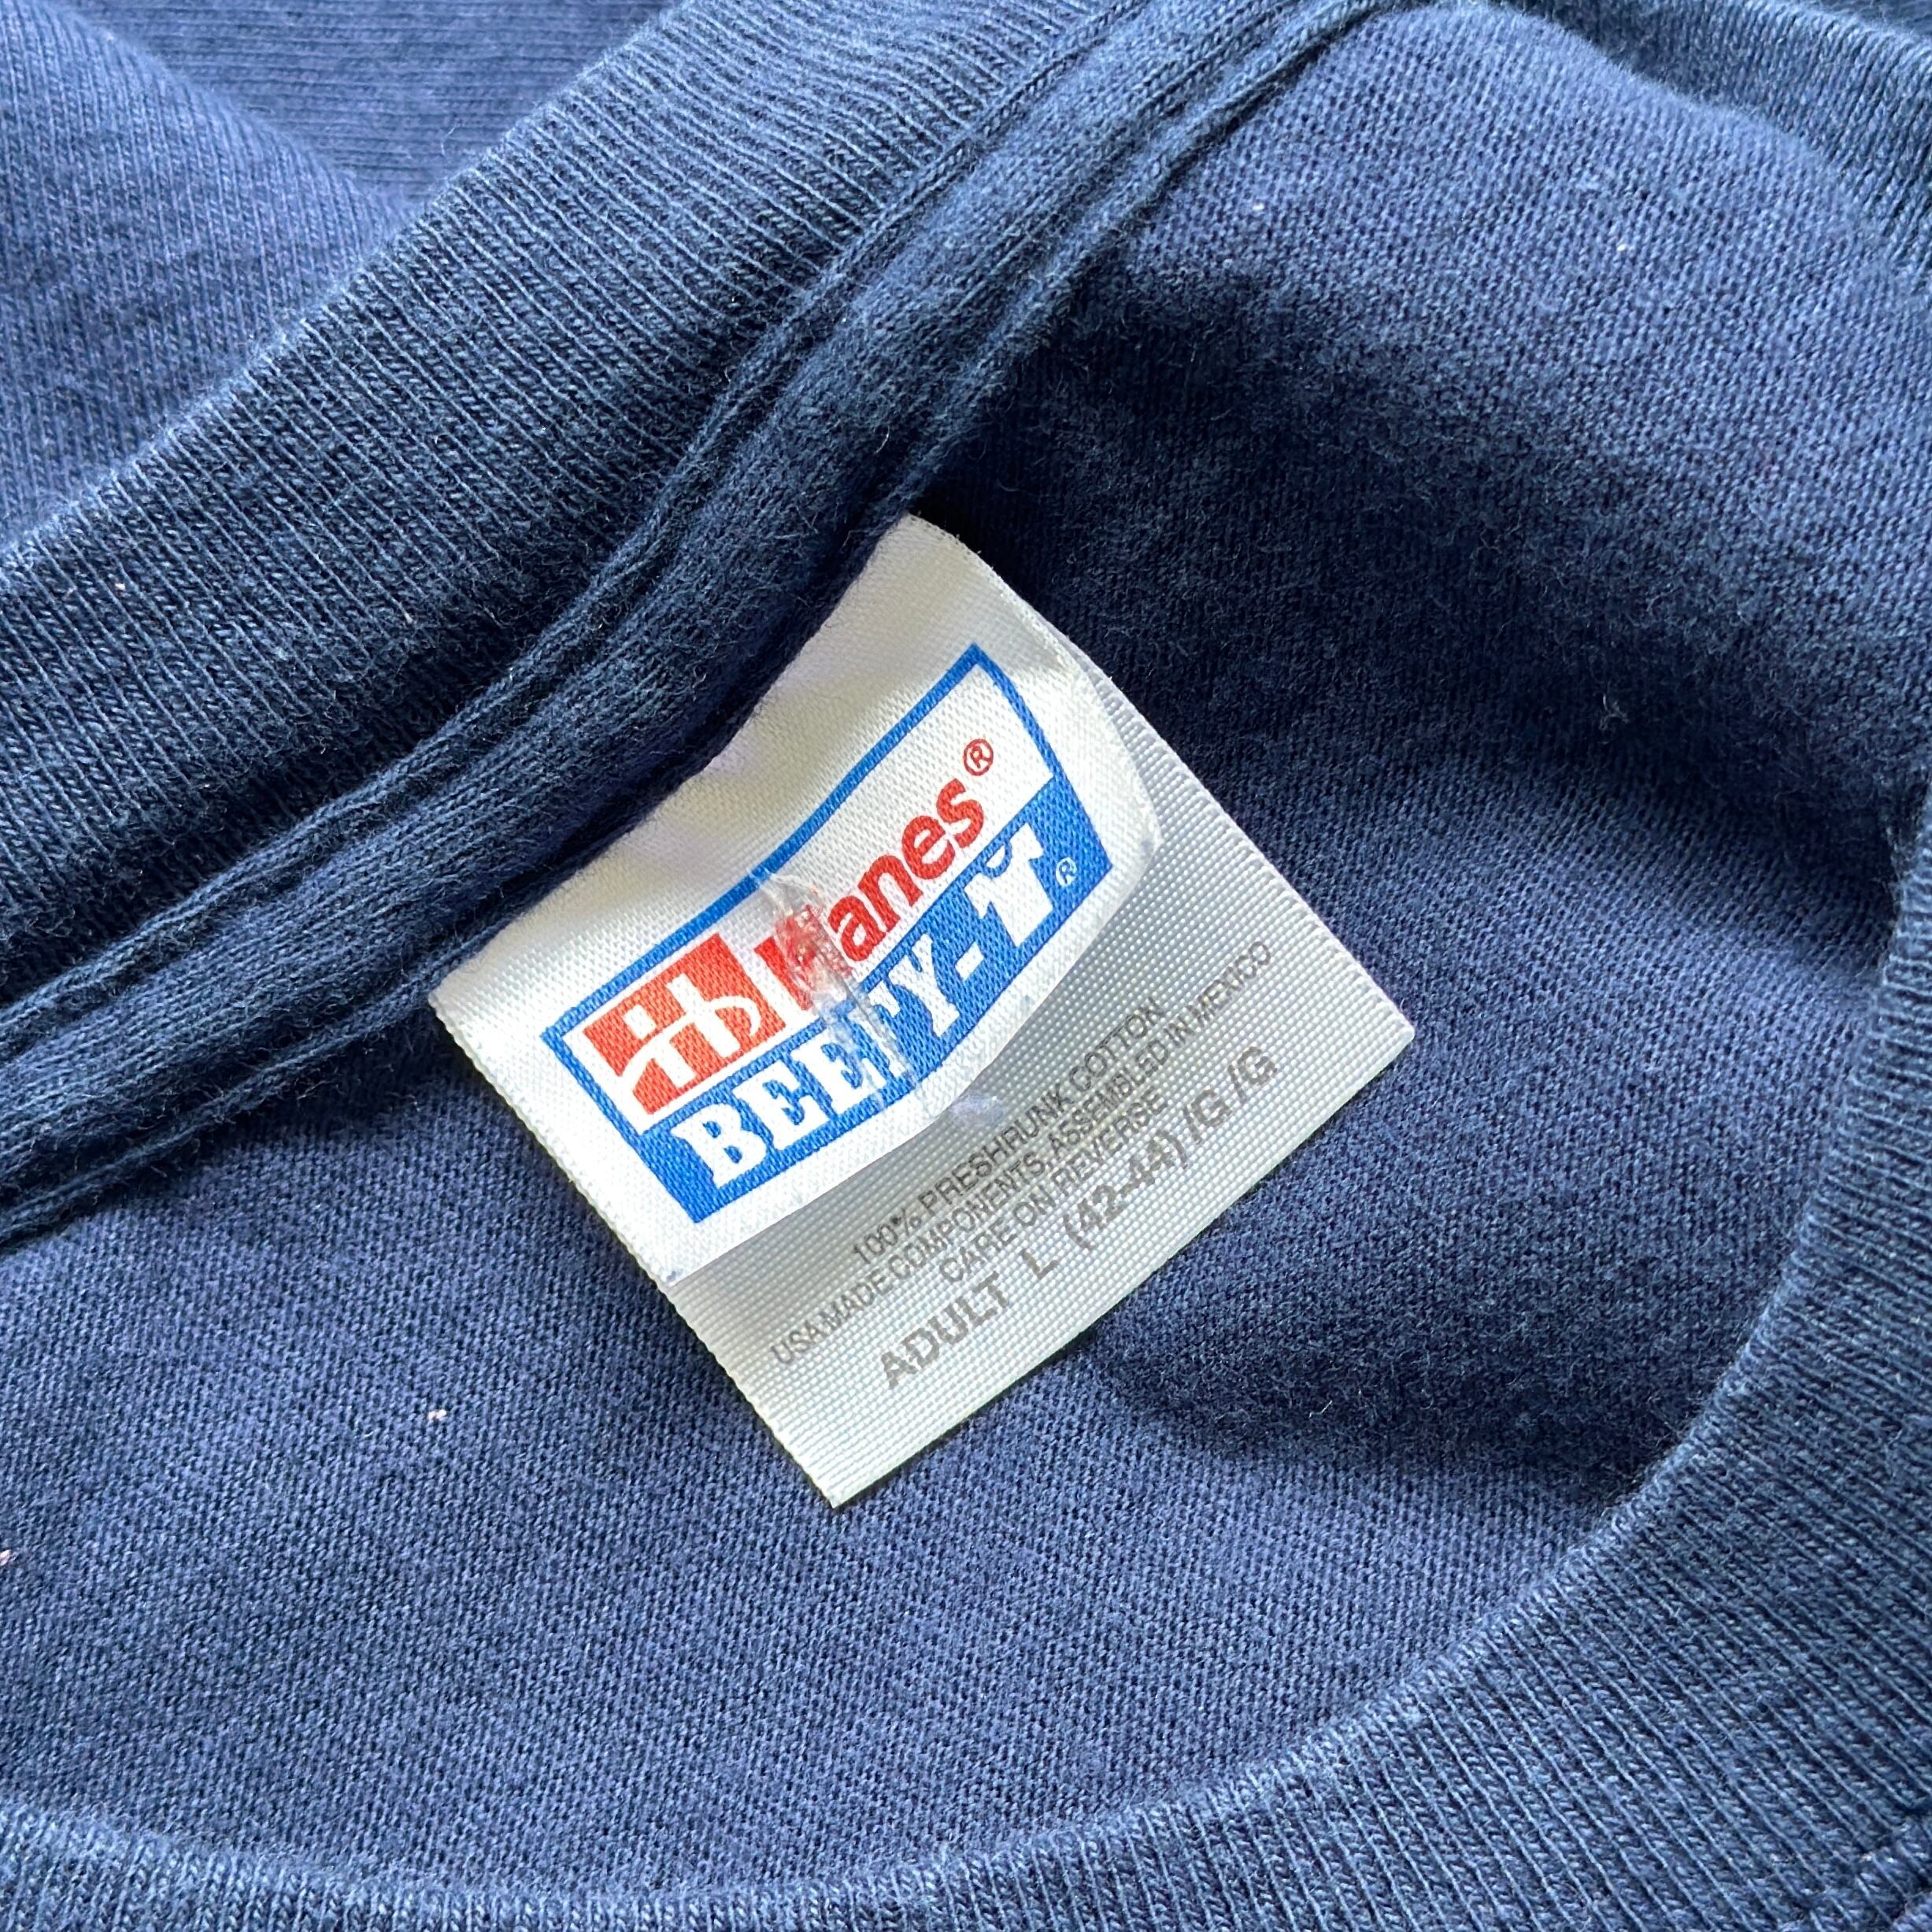 Hanes®
BEEFY-T®
100% PRESHRUNK COTTON
USA MADE COMPONENTS. ASSEMBLED IN MEXICO
CARE ON REVERSE
ADULT L (42-44) /G /G